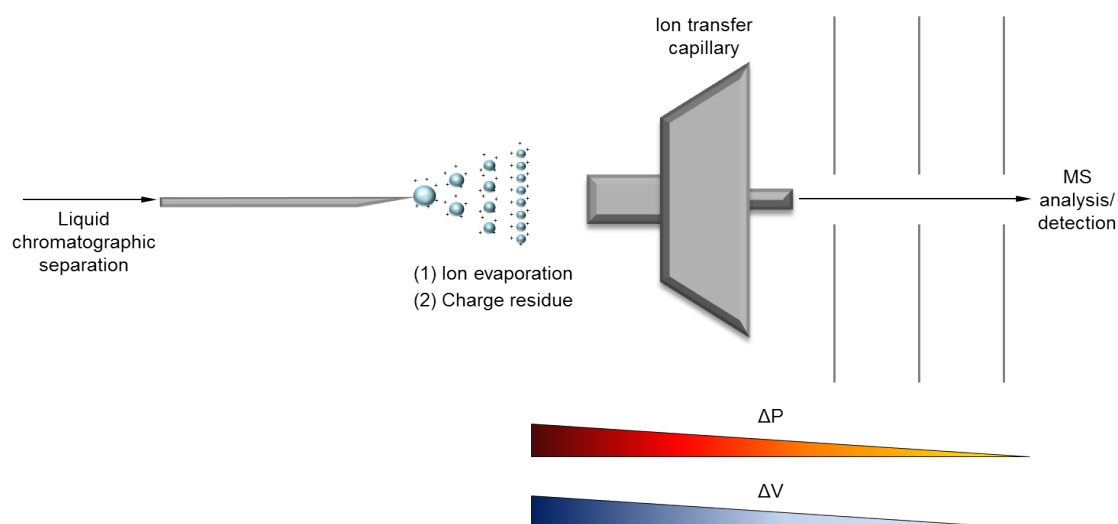 Ion transfer
capillary
Liquid
chromatographic
separation
(1) Ion evaporation
(2) Charge residue
MS
analysis/
detection
ΔP
ΔV